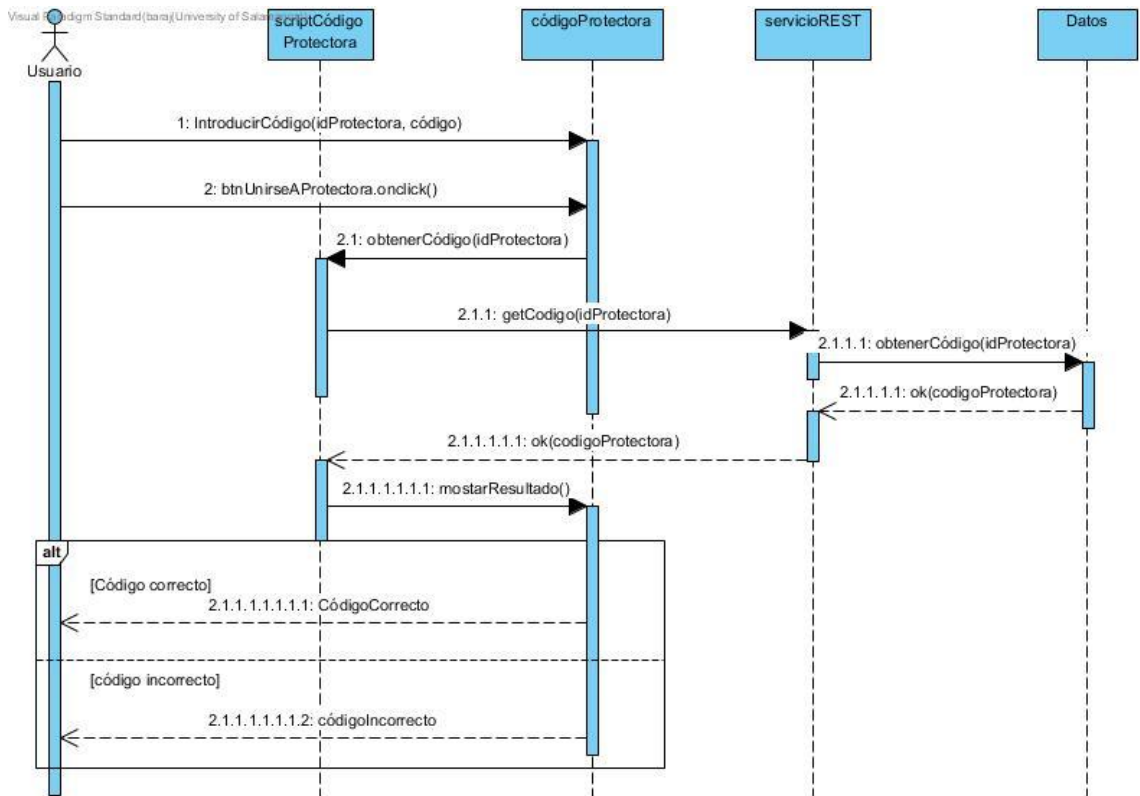 Visual Paradigm Standard(baraj(University of Salamanca))
scriptCódigo
Protectora
códigoProtectora
servicioREST
Datos
Usuario
1: IntroducirCódigo(idProtectora, código)
2: btnUnirseAProtectora.onclick()
2.1: obtenerCódigo(idProtectora)
2.1.1: getCodigo(idProtectora)
2.1.1.1: obtenerCódigo(idProtectora)
2.1.1.1.1: ok(codigoProtectora)
2.1.1.1.1.1: ok(codigoProtectora)
2.1.1.1.1.1.1: mostarResultado()
alt
[Código correcto]
2.1.1.1.1.1.1.1: CódigoCorrecto
[código incorrecto]
2.1.1.1.1.1.1.2: códigoIncorrecto